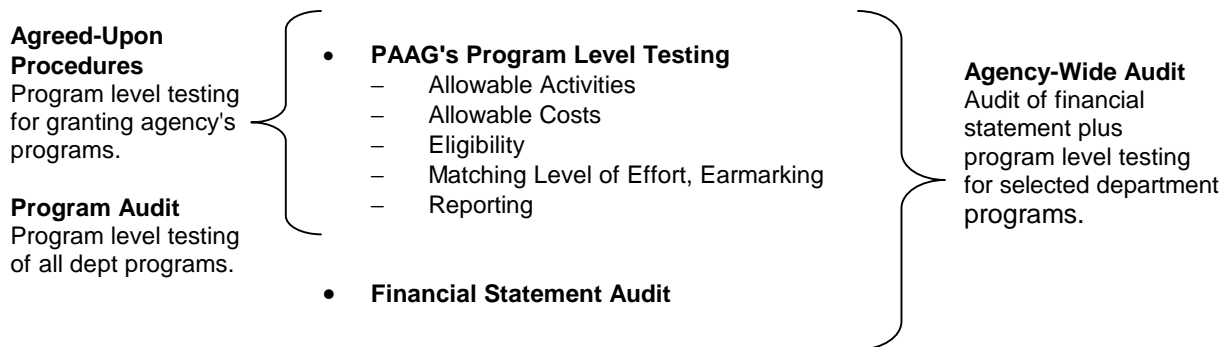 Agreed-Upon
Procedures
Program level testing
for granting agency's
programs.
Program Audit
Program level testing
of all dept programs.
• PAAG's Program Level Testing
– Allowable Activities
– Allowable Costs
– Eligibility
– Matching Level of Effort, Earmarking
– Reporting
• Financial Statement Audit
Agency-Wide Audit
Audit of financial
statement plus
program level testing
for selected department
programs.